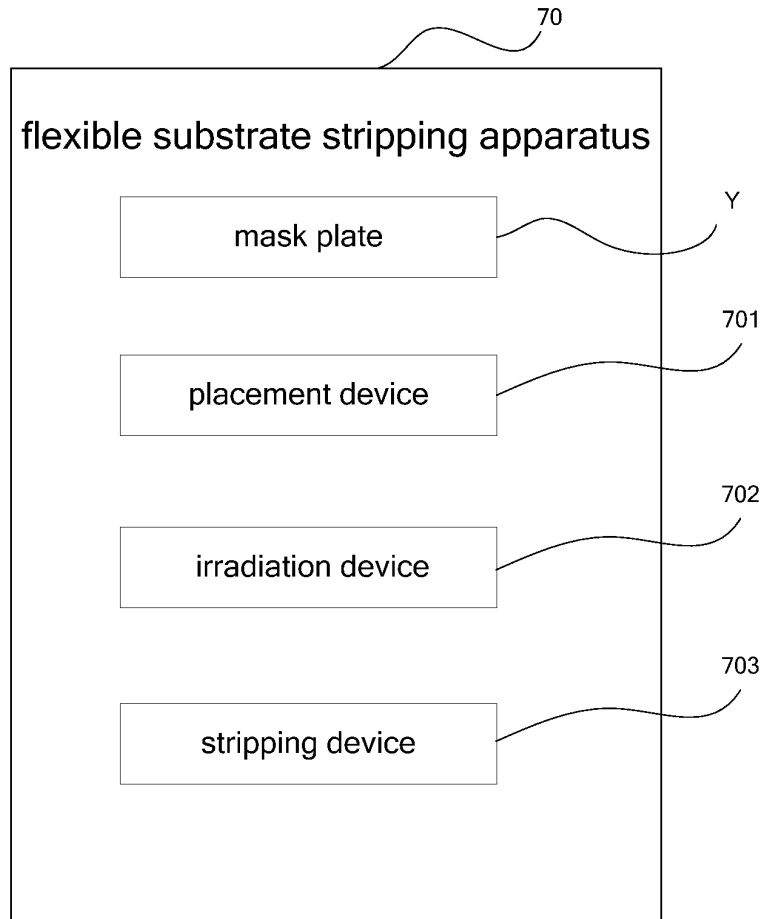 70
flexible substrate stripping apparatus
mask plate
Y
placement device
701
irradiation device
702
stripping device
703